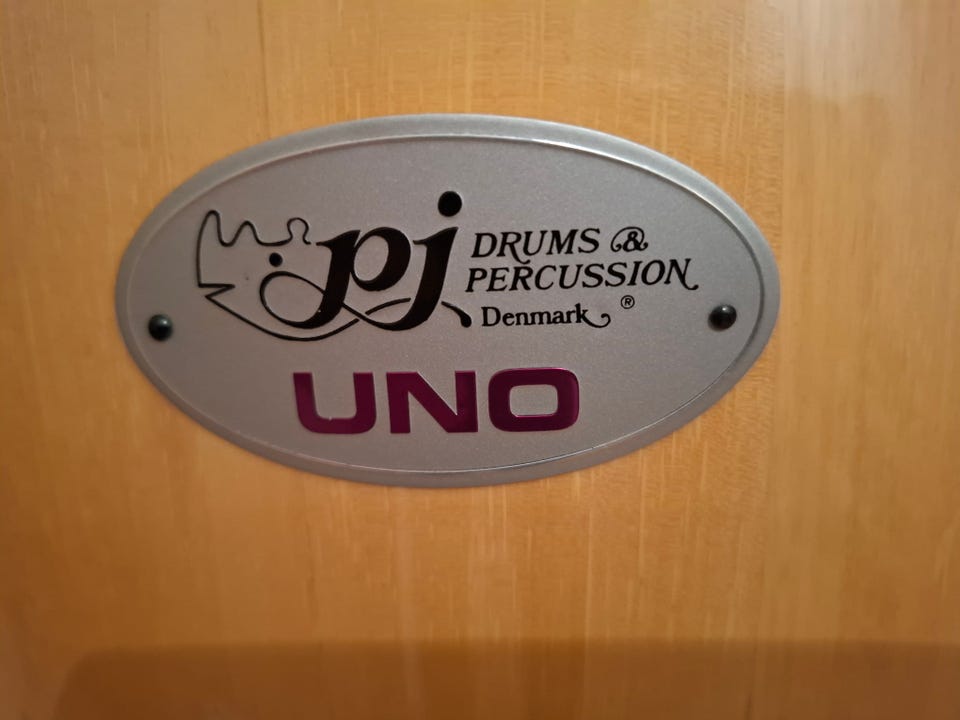 pj DRUMS &
PERCUSSION
Denmark ®
UNO